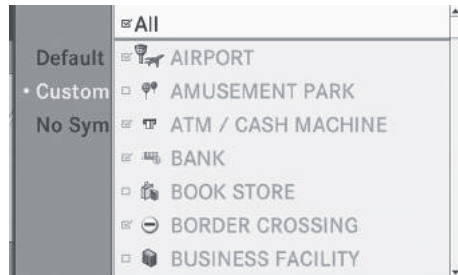 All
Default
Custom
No Sym
AIRPORT
AMUSEMENT PARK
ATM / CASH MACHINE
BANK
BOOK STORE
BORDER CROSSING
BUSINESS FACILITY